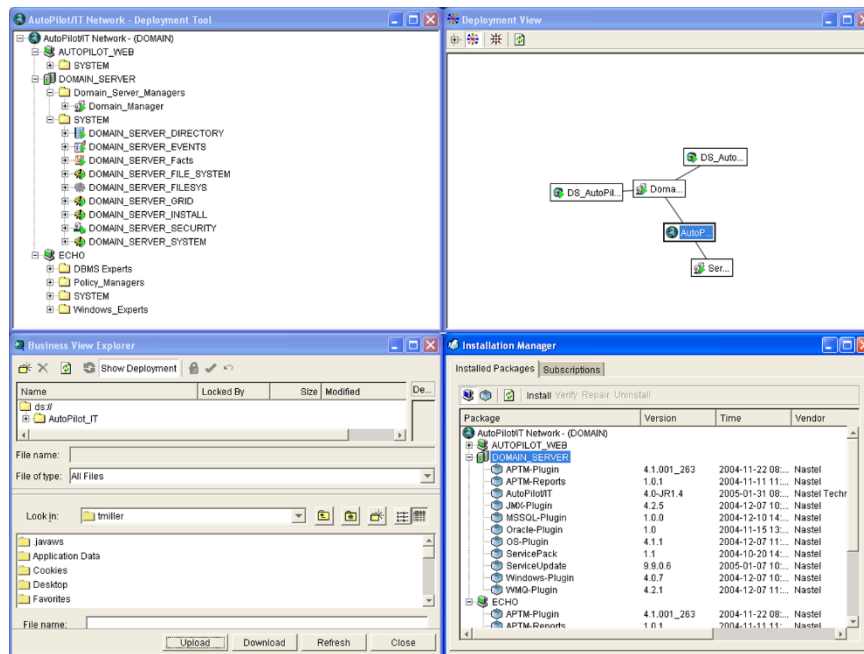 AutoPilot/IT Network - Deployment Tool
AutoPilot/IT Network - (DOMAIN)
AUTOPILOT_WEB
SYSTEM
DOMAIN_SERVER
Domain_Server_Managers
Domain_Manager
SYSTEM
DOMAIN_SERVER_DIRECTORY
DOMAIN_SERVER_EVENTS
DOMAIN_SERVER_Facts
DOMAIN_SERVER_FILE_SYSTEM
DOMAIN_SERVER_FILESYS
DOMAIN_SERVER_GRID
DOMAIN_SERVER_INSTALL
DOMAIN_SERVER_SECURITY
DOMAIN_SERVER_SYSTEM
ECHO
DBMS Experts
Policy_Managers
SYSTEM
Windows_Experts
Deployment View
DS_Auto...
DS_AutoPil...
Doma...
AutoP...
Ser...
Business View Explorer
Show Deployment
Name Locked By Size Modified De...
ds://
AutoPilot_IT
File name:
File of type: All Files
Look in: tmiller
.javaws
Application Data
Cookies
Desktop
Favorites
File name:
Upload Download Refresh Close
Installation Manager
Installed Packages Subscriptions
Install Verify Repair Uninstall
Package Version Time Vendor
AutoPilot/IT Network - (DOMAIN)
AUTOPILOT_WEB
DOMAIN_SERVER
APTM-Plugin 4.1.001_263 2004-11-22 08:... Nastel
APTM-Reports 1.0.1 2004-11-11 11:... Nastel
AutoPilot/IT 4.0-JR1.4 2005-01-31 08:... Nastel Techr
JMX-Plugin 4.2.5 2004-12-07 10:... Nastel
MSSQL-Plugin 1.0.0 2004-12-10 14:... Nastel
Oracle-Plugin 1.0 2004-11-15 13:... Nastel
OS-Plugin 4.1.1 2004-12-07 11:... Nastel
ServicePack 1.1 2004-10-20 14:... Nastel
ServiceUpdate 9.9.0.6 2005-01-07 10:... Nastel
Windows-Plugin 4.0.7 2004-12-07 10:... Nastel
WMQ-Plugin 4.2.1 2004-12-07 11:... Nastel
ECHO
APTM-Plugin 4.1.001_263 2004-11-22 08:... Nastel
APTM-Reports 1.0.1 2004-11-11 11:... Nastel